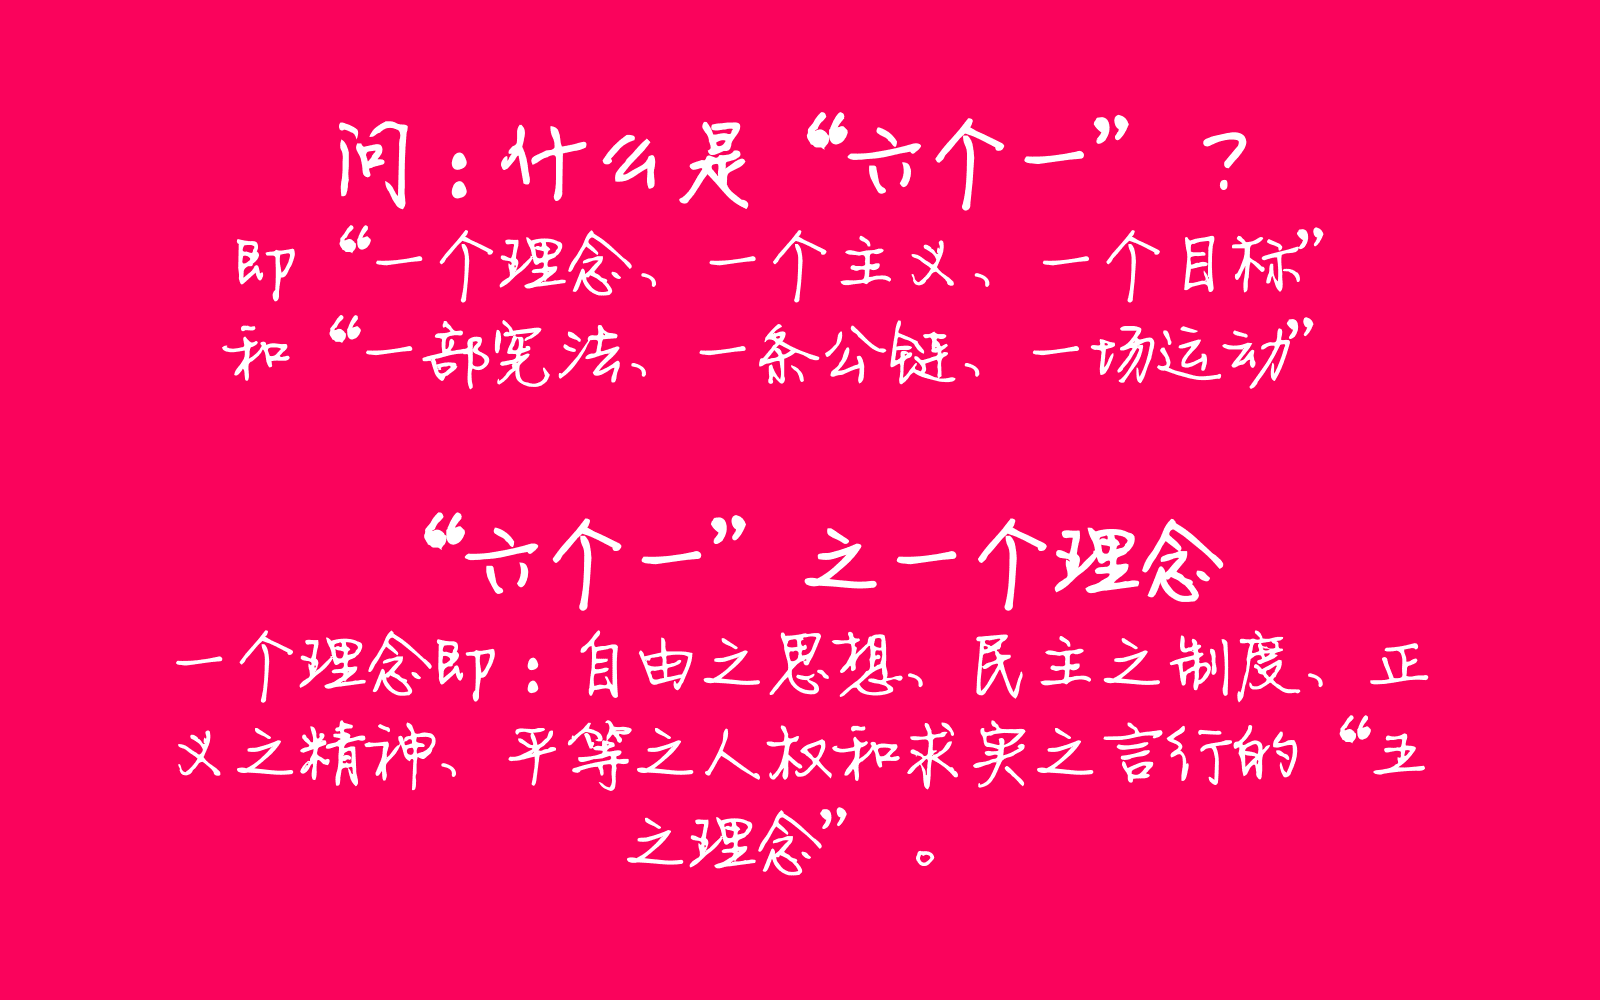 问：什么是“六个一”？
即“一个理念、一个主义、一个目标”
和“一部宪法、一条公链、一场运动”
“六个一”之一个理念
一个理念即：自由之思想、民主之制度、正
义之精神、平等之人权和求实之言行的“王
之理念”。